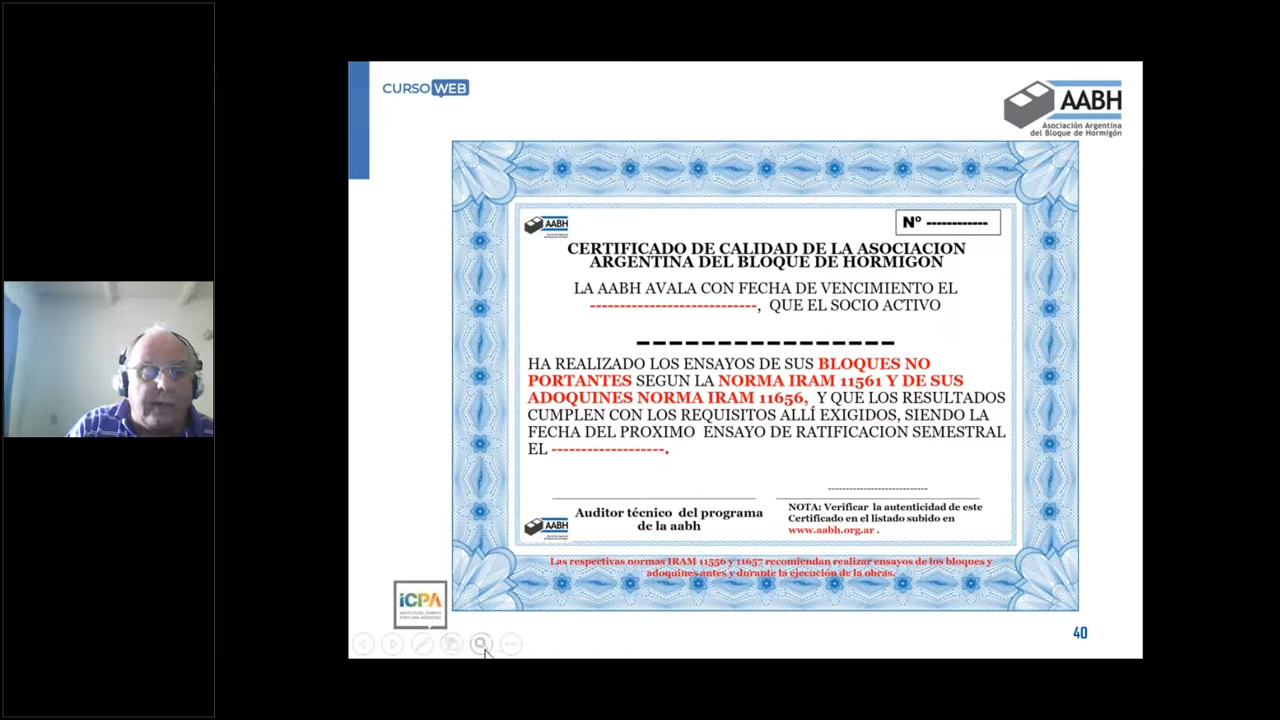 CURSO WEB
AABH
Asociación Argentina
del Bloque de Hormigón
AABH
Nº ------------
CERTIFICADO DE CALIDAD DE LA ASOCIACION
ARGENTINA DEL BLOQUE DE HORMIGON
LA AABH AVALA CON FECHA DE VENCIMIENTO EL
----------------------------, QUE EL SOCIO ACTIVO
----------------
HA REALIZADO LOS ENSAYOS DE SUS BLOQUES NO
PORTANTES SEGUN LA NORMA IRAM 11561 Y DE SUS
ADOQUINES NORMA IRAM 11656, Y QUE LOS RESULTADOS
CUMPLEN CON LOS REQUISITOS ALLÍ EXIGIDOS, SIENDO LA
FECHA DEL PROXIMO ENSAYO DE RATIFICACION SEMESTRAL
EL -------------------.
----------------------------
Auditor técnico del programa
de la aabh
NOTA: Verificar la autenticidad de este
Certificado en el listado subido en
www.aabh.org.ar .
AABH
Las respectivas normas IRAM 11556 y 11657 recomiendan realizar ensayos de los bloques y
adoquines antes y durante la ejecución de la obras.
iCPA
40